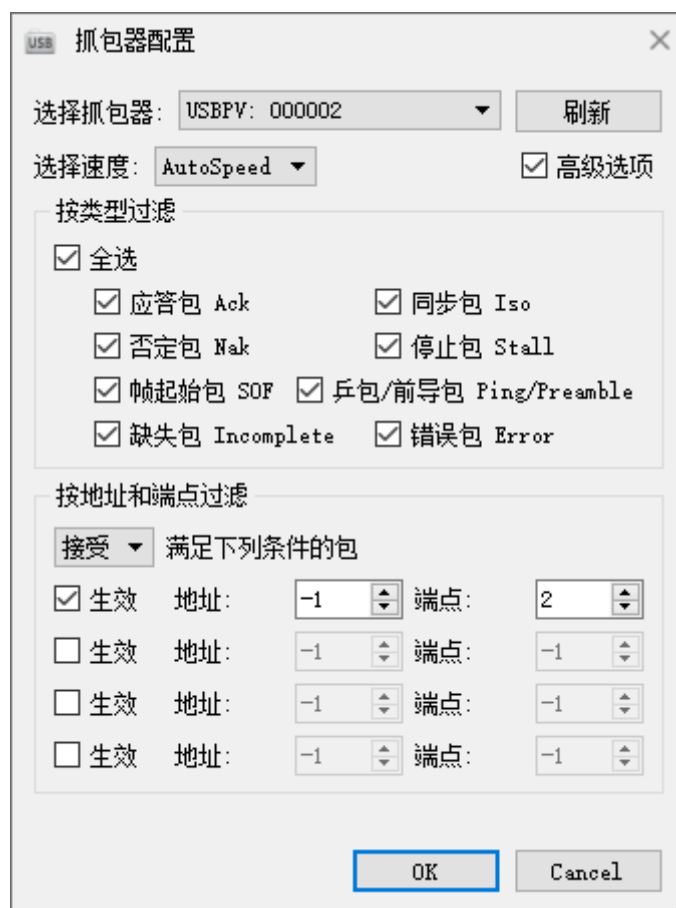 USB 抓包器配置
选择抓包器: USBPV: 000002 刷新
选择速度: AutoSpeed 高级选项
按类型过滤
全选
应答包 Ack 同步包 Iso
否定包 Nak 停止包 Stall
帧起始包 SOF 乒包/前导包 Ping/Preamble
缺失包 Incomplete 错误包 Error
按地址和端点过滤
接受 满足下列条件的包
生效 地址: -1 端点: 2
生效 地址: -1 端点: -1
生效 地址: -1 端点: -1
生效 地址: -1 端点: -1
OK Cancel